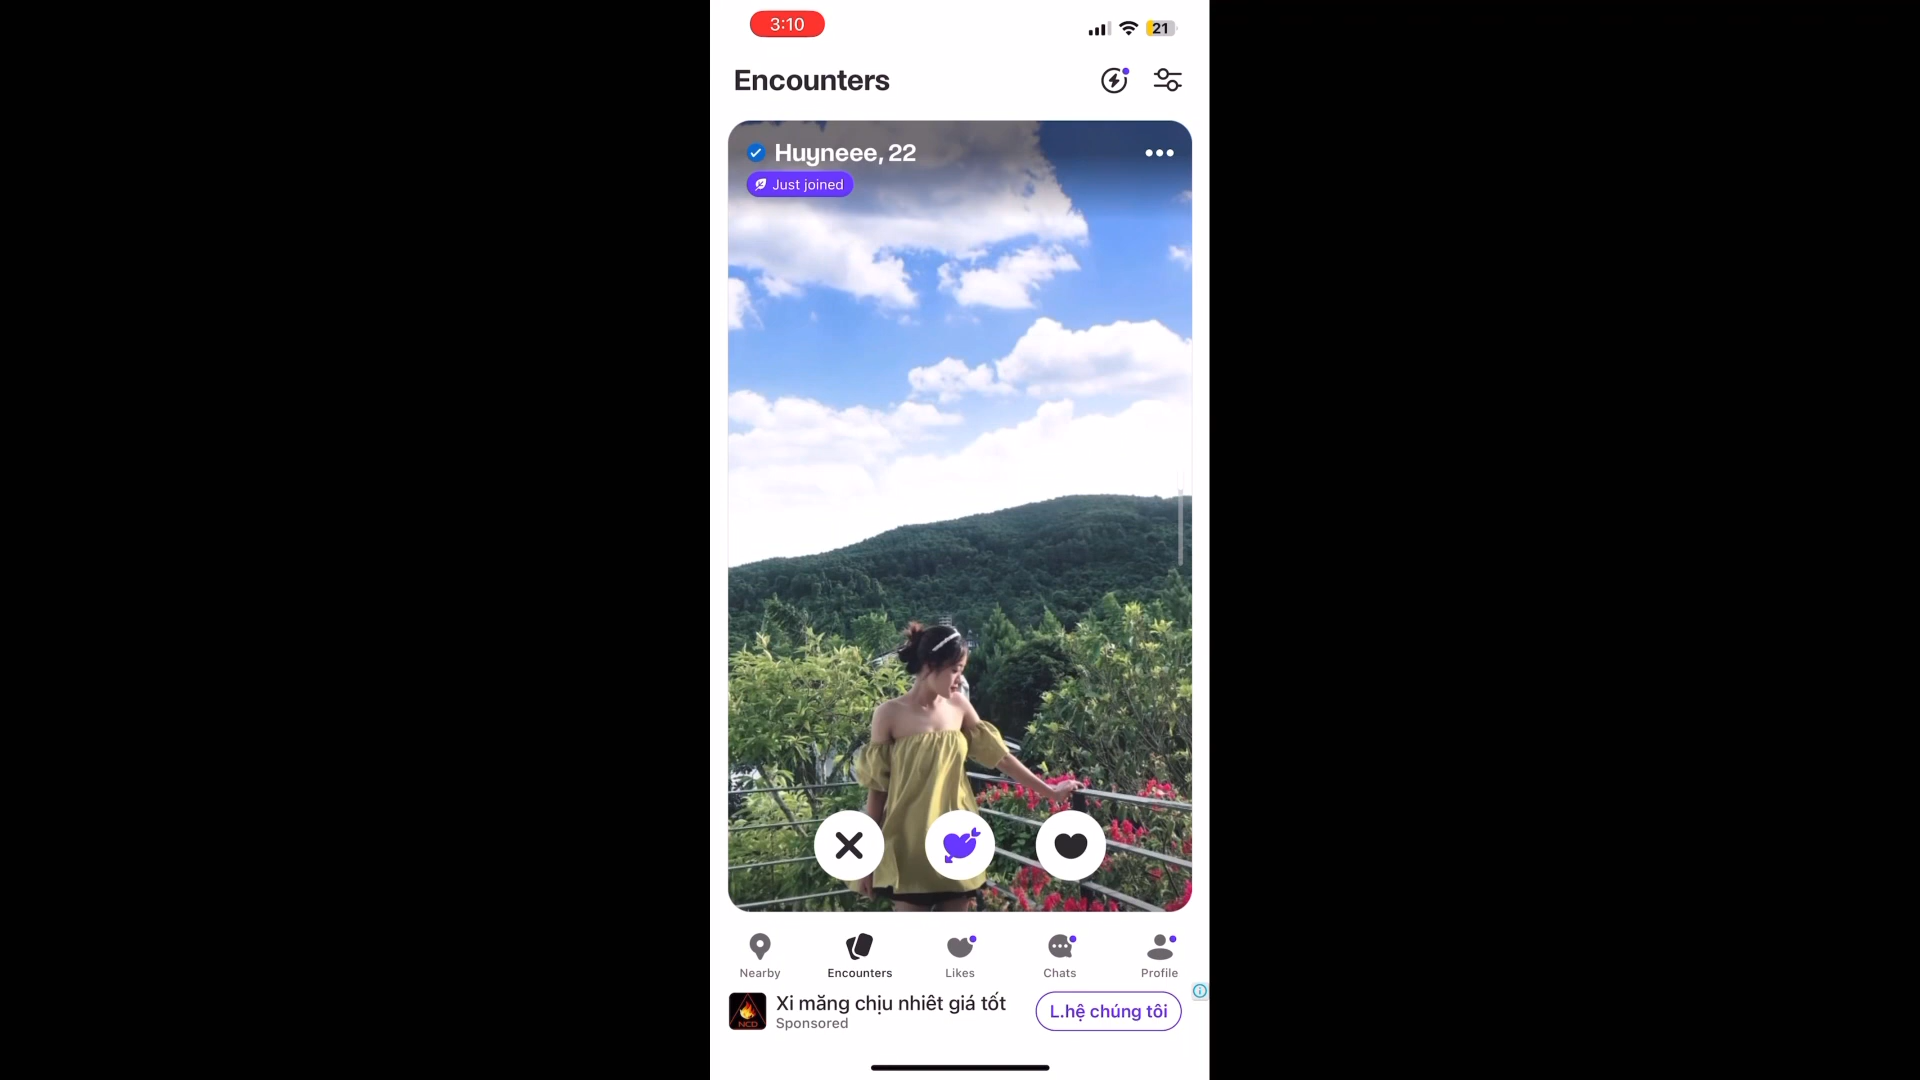 3:10
21
Encounters
Huyneee, 22
Just joined
Nearby
Encounters
Likes
Chats
Profile
Xi măng chịu nhiêt giá tốt
Sponsored
L.hệ chúng tôi
NCD